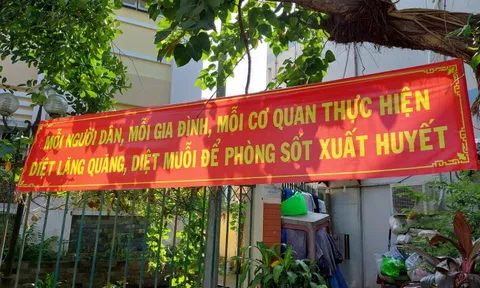 MỖI NGƯỜI DÂN, MỖI GIA ĐÌNH, MỖI CƠ QUAN THỰC HIỆN
DIỆT LĂNG QUĂNG, DIỆT MUỖI ĐỂ PHÒNG SỐT XUẤT HUYẾT